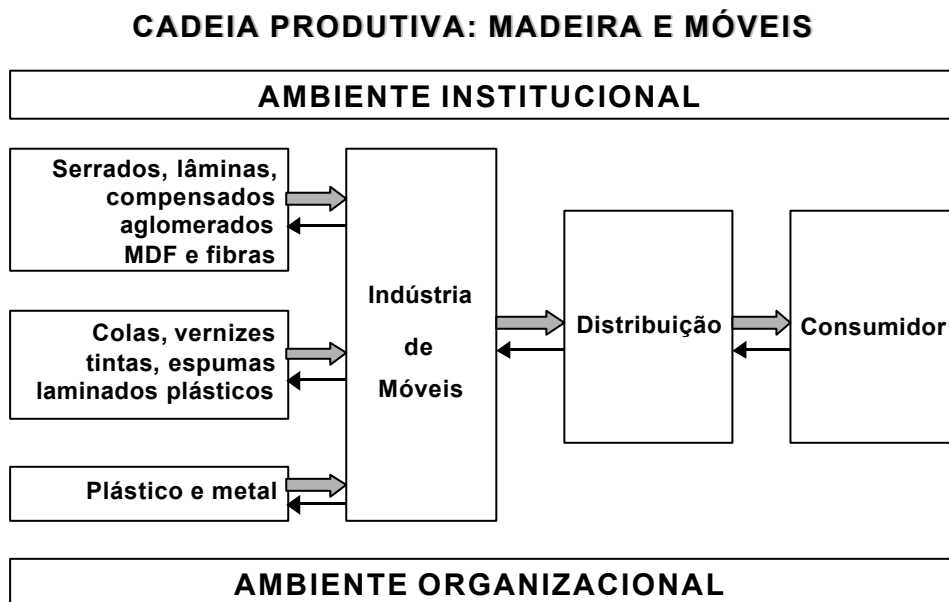 CADEIA PRODUTIVA: MADEIRA E MÓVEIS
AMBIENTE INSTITUCIONAL
Serrados, lâminas,
compensados
aglomerados
MDF e fibras
Colas, vernizes
tintas, espumas
laminados plásticos
Plástico e metal
Indústria
de
Móveis
Distribuição
Consumidor
AMBIENTE ORGANIZACIONAL